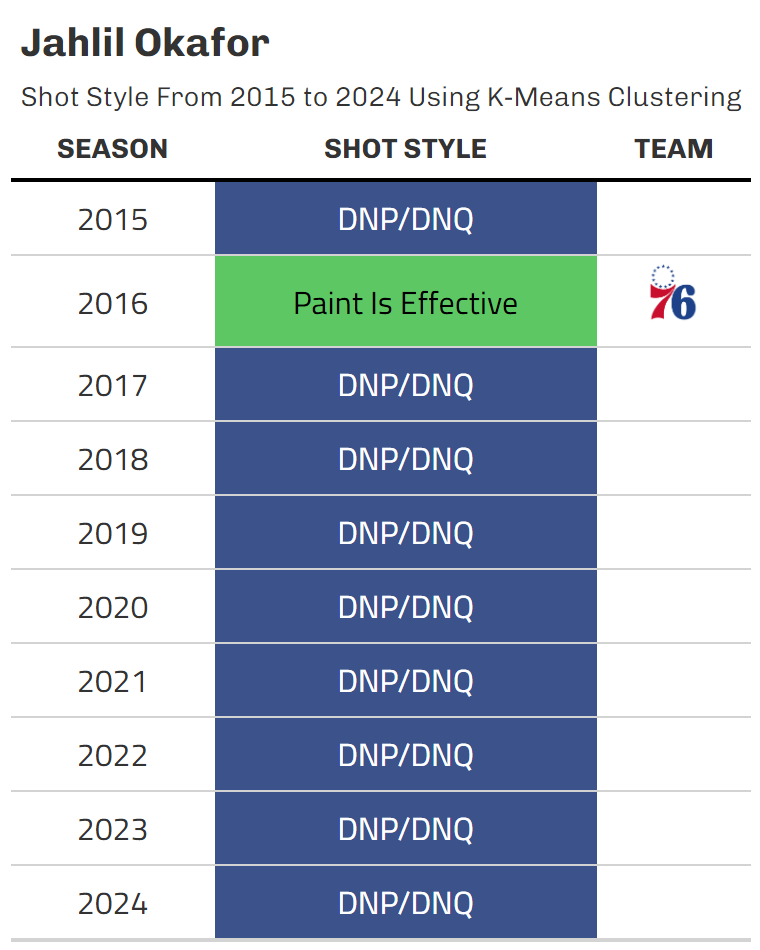 Jahlil Okafor
Shot Style From 2015 to 2024 Using K-Means Clustering
SEASON SHOT STYLE TEAM
2015 DNP/DNQ
2016 Paint Is Effective 76
2017 DNP/DNQ
2018 DNP/DNQ
2019 DNP/DNQ
2020 DNP/DNQ
2021 DNP/DNQ
2022 DNP/DNQ
2023 DNP/DNQ
2024 DNP/DNQ